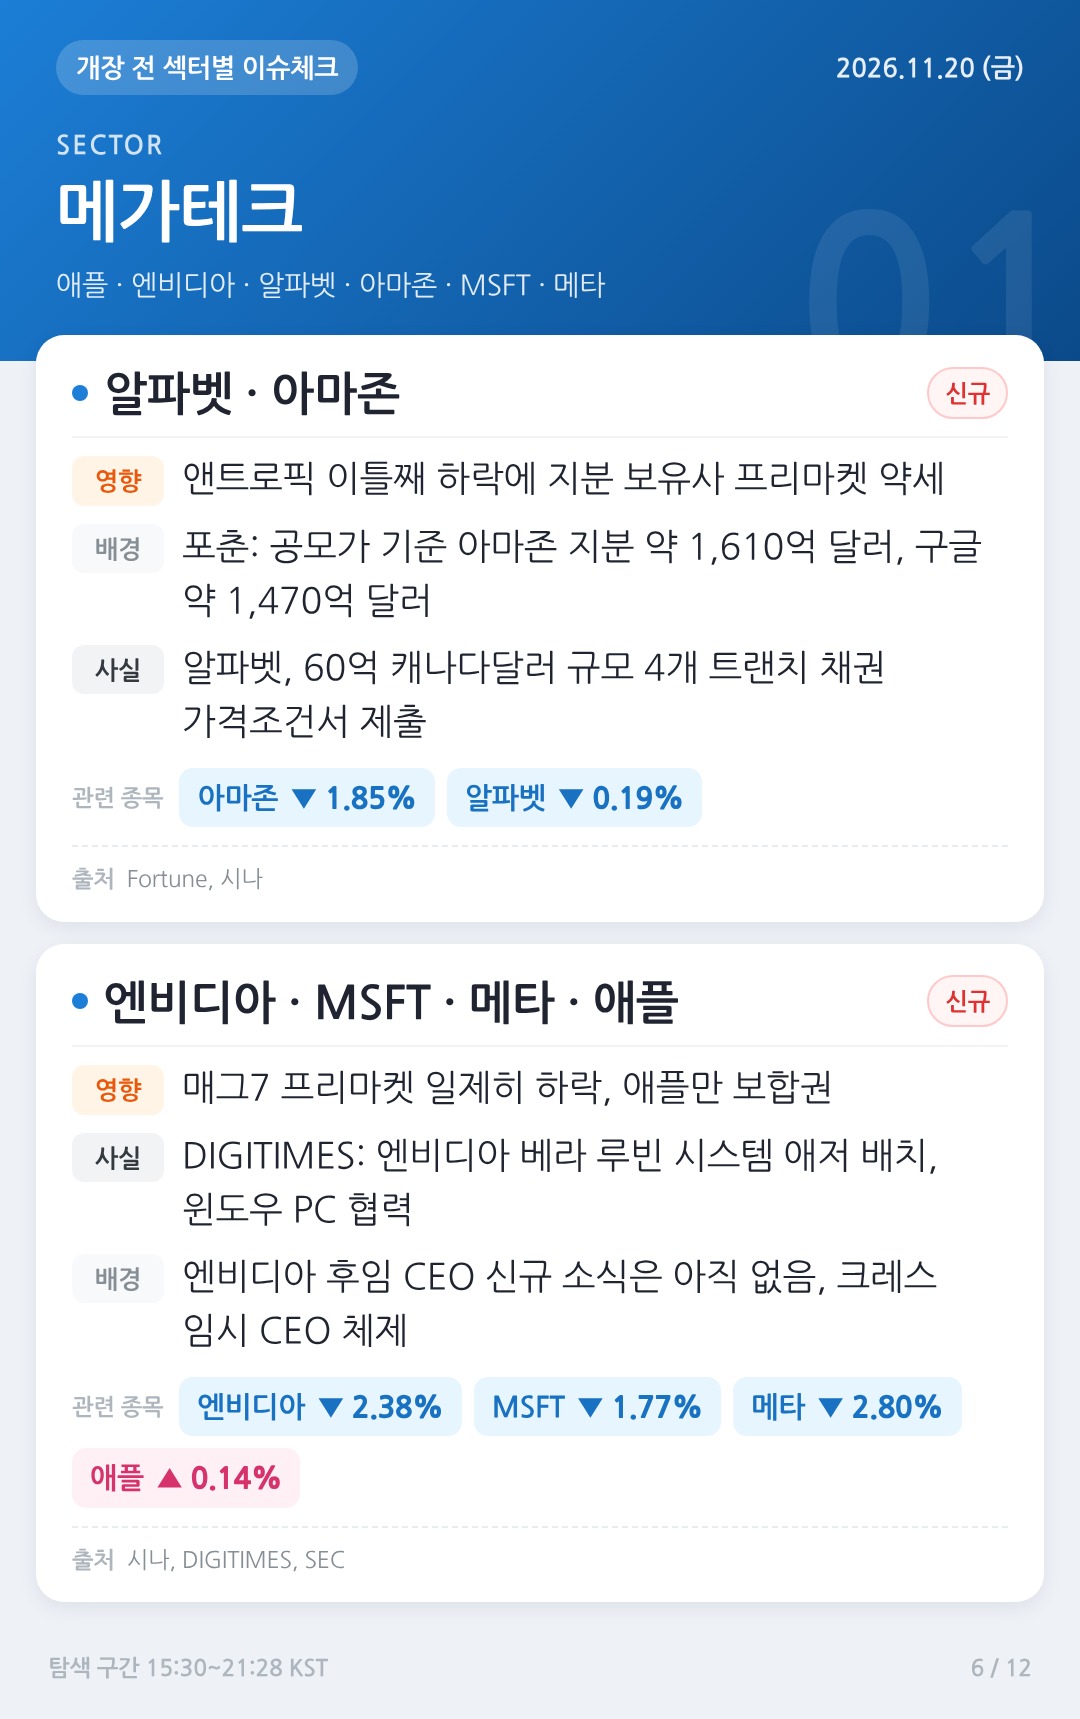 개장 전 섹터별 이슈체크
2026.11.20 (금)
SECTOR
메가테크
01
애플 · 엔비디아 · 알파벳 · 아마존 · MSFT · 메타
알파벳 · 아마존
신규
영향 앤트로픽 이틀째 하락에 지분 보유사 프리마켓 약세
배경 포춘: 공모가 기준 아마존 지분 약 1,610억 달러, 구글
약 1,470억 달러
사실 알파벳, 60억 캐나다달러 규모 4개 트랜치 채권
가격조건서 제출
관련 종목 아마존 ▼ 1.85% 알파벳 ▼ 0.19%
출처 Fortune, 시나
엔비디아 · MSFT · 메타 · 애플
신규
영향 매그7 프리마켓 일제히 하락, 애플만 보합권
사실 DIGITIMES: 엔비디아 베라 루빈 시스템 애저 배치,
윈도우 PC 협력
배경 엔비디아 후임 CEO 신규 소식은 아직 없음, 크레스
임시 CEO 체제
관련 종목 엔비디아 ▼ 2.38% MSFT ▼ 1.77% 메타 ▼ 2.80%
애플 ▲ 0.14%
출처 시나, DIGITIMES, SEC
탐색 구간 15:30~21:28 KST
6 / 12